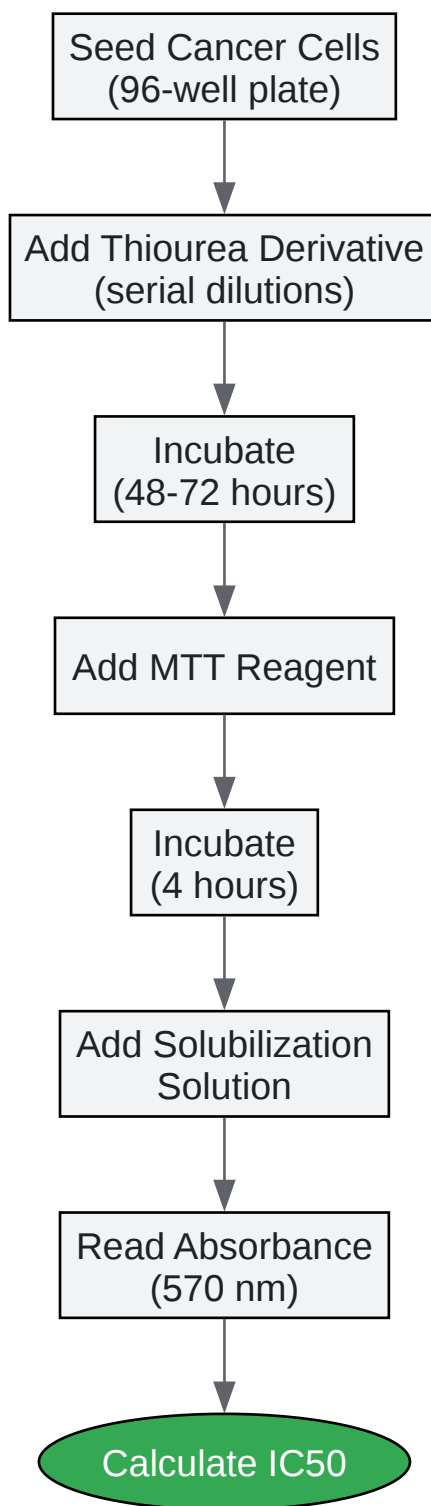 Seed Cancer Cells
(96-well plate)
Add Thiourea Derivative
(serial dilutions)
Incubate
(48-72 hours)
Add MTT Reagent
Incubate
(4 hours)
Add Solubilization
Solution
Read Absorbance
(570 nm)
Calculate IC50